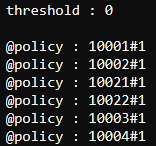 threshold : 0
@policy : 10001#1
@policy : 10002#1
@policy : 10021#1
@policy : 10022#1
@policy : 10003#1
@policy : 10004#1